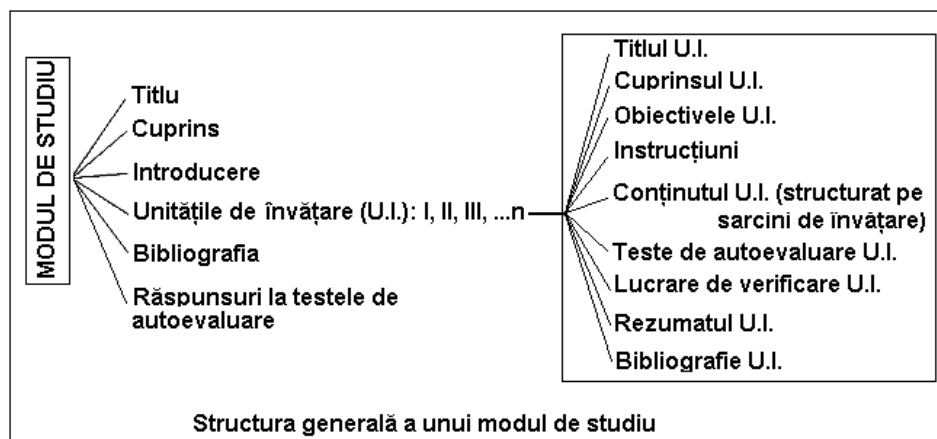 MODUL DE STUDIU
Titlu
Cuprins
Introducere
Unitățile de învățare (U.I.): I, II, III, ...n
Bibliografia
Răspunsuri la testele de
autoevaluare
Titlul U.I.
Cuprinsul U.I.
Obiectivele U.I.
Instrucțiuni
Conținutul U.I. (structurat pe
sarcini de învățare)
Teste de autoevaluare U.I.
Lucrare de verificare U.I.
Rezumatul U.I.
Bibliografie U.I.
Structura generală a unui modul de studiu